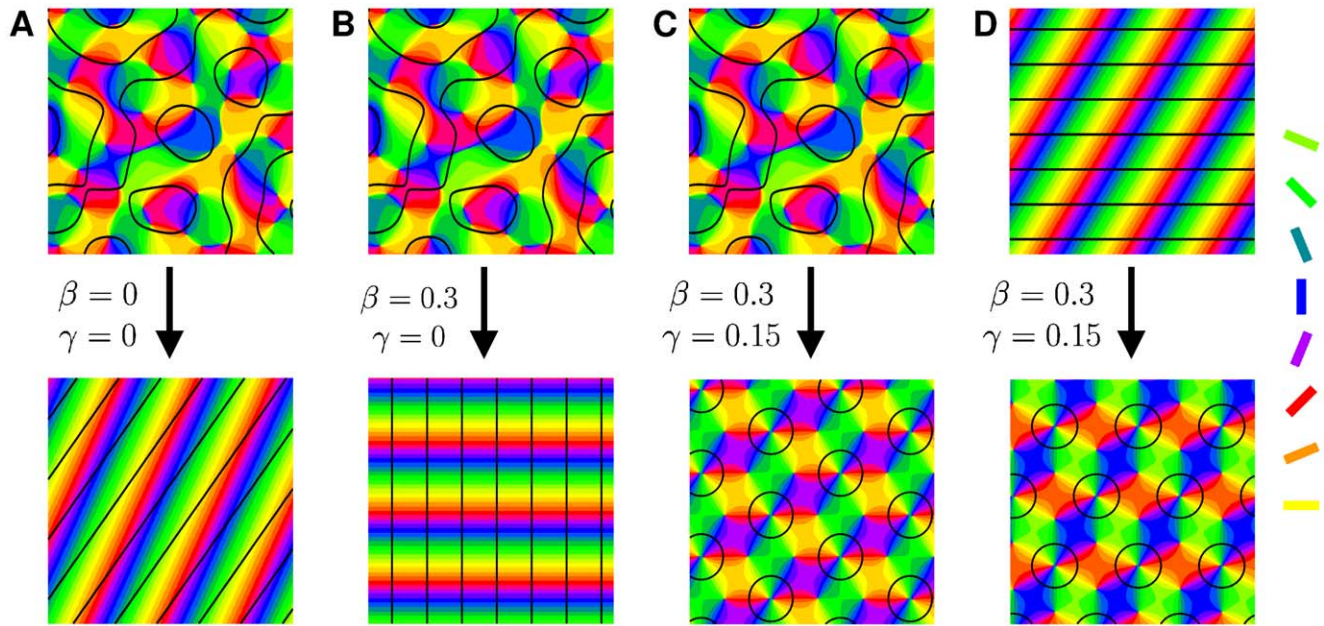 A B C D
β = 0
γ = 0
β = 0.3
γ = 0
β = 0.3
γ = 0.15
β = 0.3
γ = 0.15